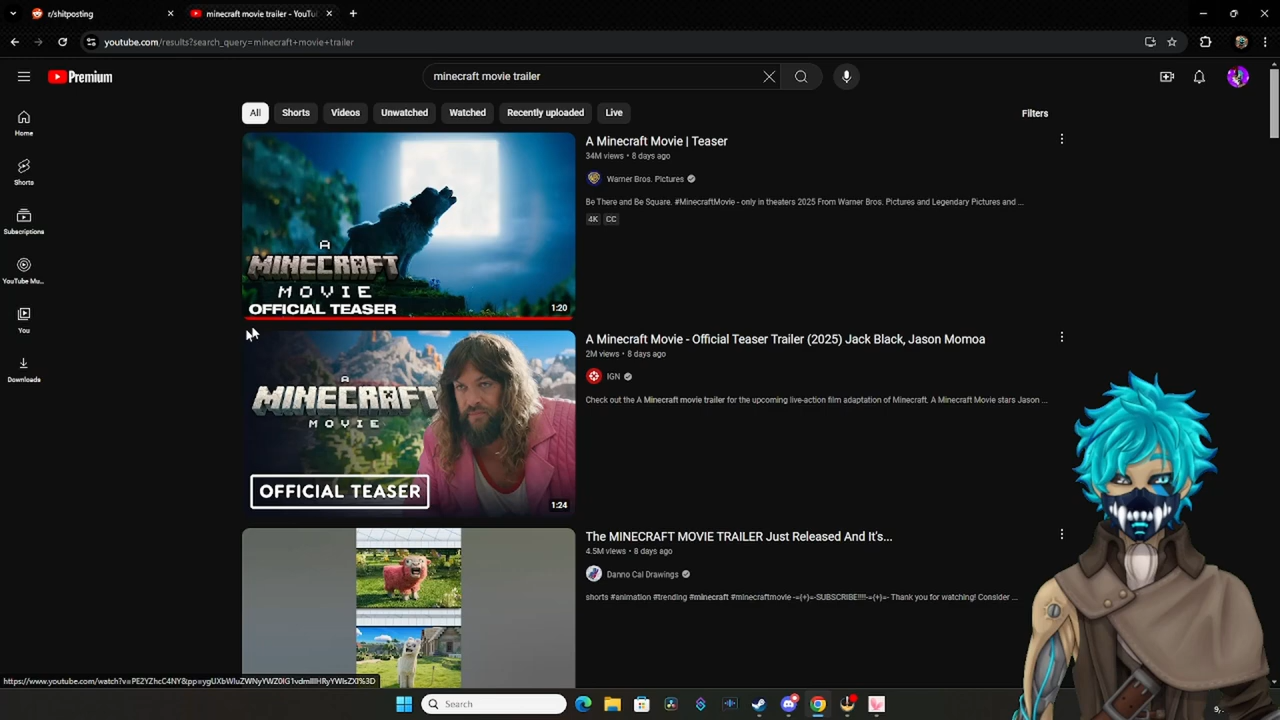 r/shitposting
minecraft movie trailer - YouTu
youtube.com/results?search_query=minecraft+movie+trailer
Premium
minecraft movie trailer
Home
Shorts
Subscriptions
YouTube Mu...
You
Downloads
All
Shorts
Videos
Unwatched
Watched
Recently uploaded
Live
Filters
A
MINECRAFT
MOVIE
OFFICIAL TEASER
1:20
A Minecraft Movie | Teaser
34M views • 8 days ago
Warner Bros. Pictures
Be There and Be Square. #MinecraftMovie - only in theaters 2025 From Warner Bros. Pictures and Legendary Pictures and ...
4K CC
A
MINECRAFT
MOVIE
OFFICIAL TEASER
1:24
A Minecraft Movie - Official Teaser Trailer (2025) Jack Black, Jason Momoa
2M views • 8 days ago
IGN
Check out the A Minecraft movie trailer for the upcoming live-action film adaptation of Minecraft. A Minecraft Movie stars Jason ...
The MINECRAFT MOVIE TRAILER Just Released And It's...
4.5M views • 8 days ago
Danno Cal Drawings
shorts #animation #trending #minecraft #minecraftmovie -=(+)=-SUBSCRIBE!!!!-=(+)=- Thank you for watching! Consider ...
Search